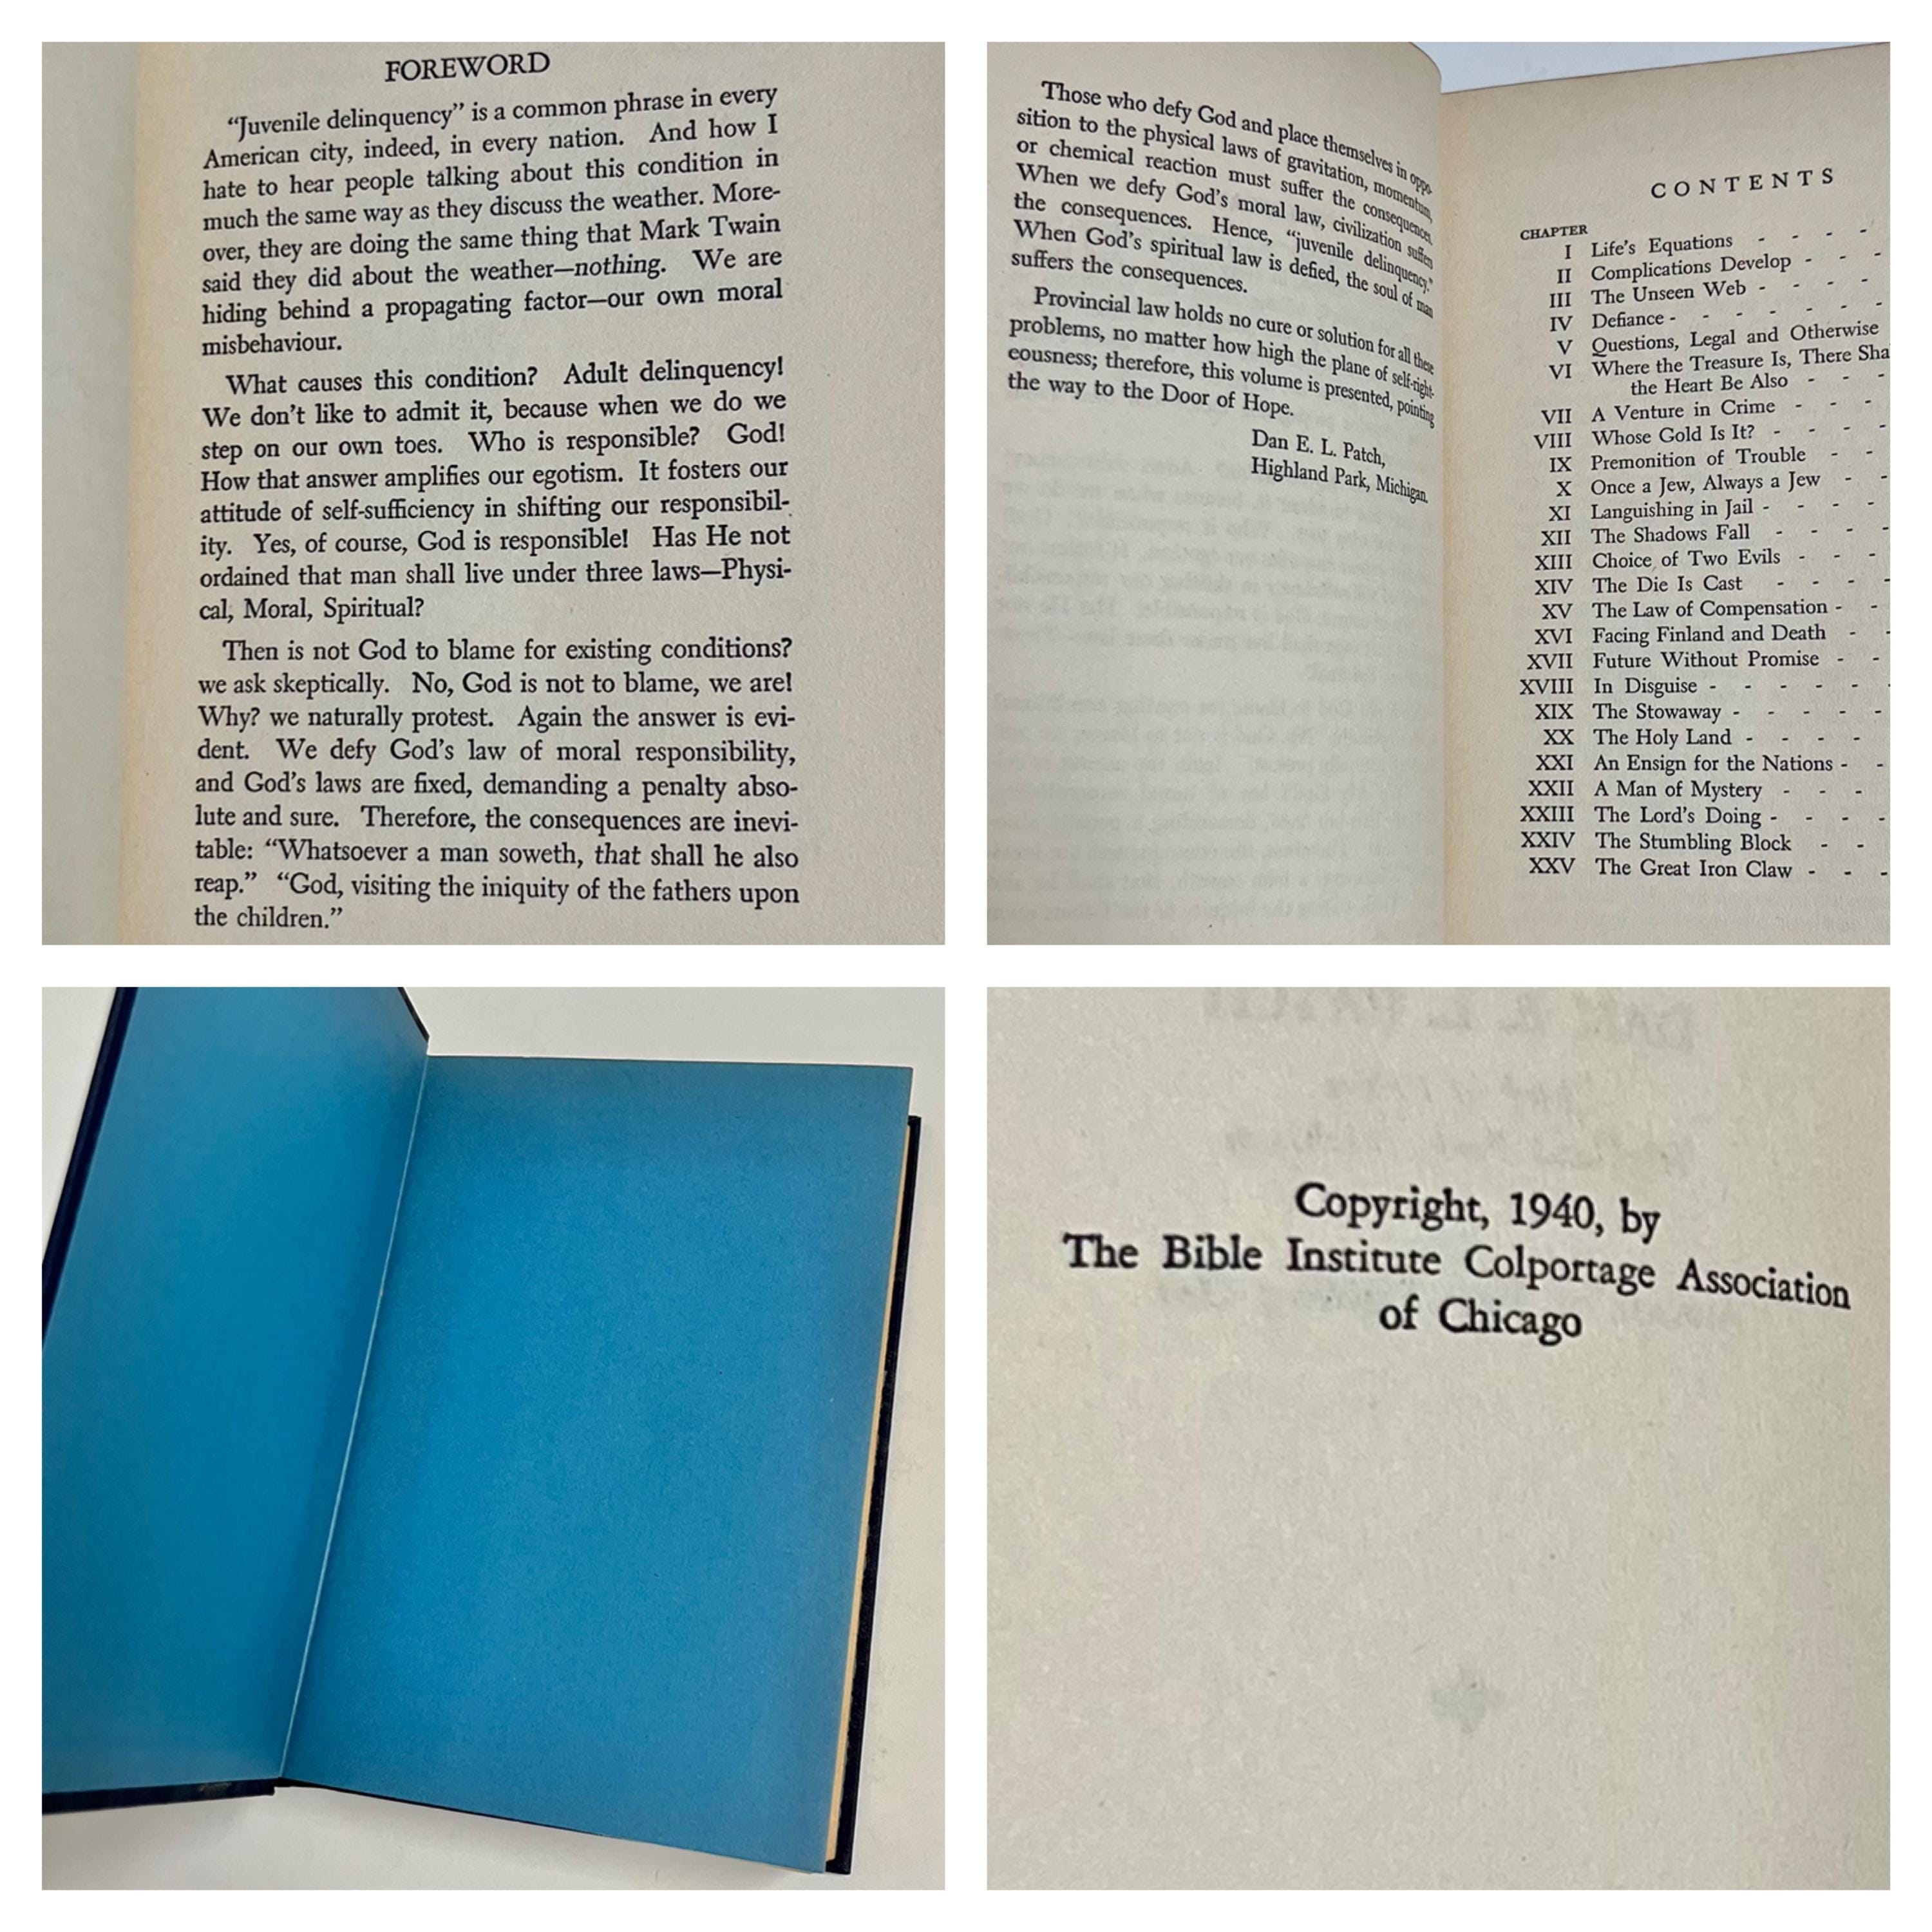 FOREWORD
“Juvenile delinquency” is a common phrase in every
American city, indeed, in every nation. And how I
hate to hear people talking about this condition in
much the same way as they discuss the weather. More-
over, they are doing the same thing that Mark Twain
said they did about the weather—nothing. We are
hiding behind a propagating factor—our own moral
misbehaviour.
What causes this condition? Adult delinquency!
We don’t like to admit it, because when we do we
step on our own toes. Who is responsible? God!
How that answer amplifies our egotism. It fosters our
attitude of self-sufficiency in shifting our responsibil-
ity. Yes, of course, God is responsible! Has He not
ordained that man shall live under three laws—Physi-
cal, Moral, Spiritual?
Then is not God to blame for existing conditions?
we ask skeptically. No, God is not to blame, we are!
Why? we naturally protest. Again the answer is evi-
dent. We defy God’s law of moral responsibility,
and God’s laws are fixed, demanding a penalty abso-
lute and sure. Therefore, the consequences are inevi-
table: “Whatsoever a man soweth, that shall he also
reap.” “God, visiting the iniquity of the fathers upon
the children.”
Those who defy God and place themselves in oppo-
sition to the physical laws of gravitation, momentum,
or chemical reaction must suffer the consequences.
When we defy God’s moral law, civilization suffers
the consequences. Hence, “juvenile delinquency.”
When God’s spiritual law is defied, the soul of man
suffers the consequences.
Provincial law holds no cure or solution for all these
problems, no matter how high the plane of self-right-
eousness; therefore, this volume is presented, pointing
the way to the Door of Hope.
Dan E. L. Patch,
Highland Park, Michigan.
CONTENTS
CHAPTER
I Life’s Equations - - - -
II Complications Develop - - -
III The Unseen Web - - - - -
IV Defiance - - - - - - -
V Questions, Legal and Otherwise
VI Where the Treasure Is, There Sha
the Heart Be Also - - -
VII A Venture in Crime - - - -
VIII Whose Gold Is It? - - - -
IX Premonition of Trouble - -
X Once a Jew, Always a Jew - -
XI Languishing in Jail - - - -
XII The Shadows Fall - - - -
XIII Choice of Two Evils - - -
XIV The Die Is Cast - - - -
XV The Law of Compensation - -
XVI Facing Finland and Death - -
XVII Future Without Promise - -
XVIII In Disguise - - - - - -
XIX The Stowaway - - - - -
XX The Holy Land - - - -
XXI An Ensign for the Nations - -
XXII A Man of Mystery - - -
XXIII The Lord’s Doing - - - -
XXIV The Stumbling Block - -
XXV The Great Iron Claw - - -
Copyright, 1940, by
The Bible Institute Colportage Association
of Chicago